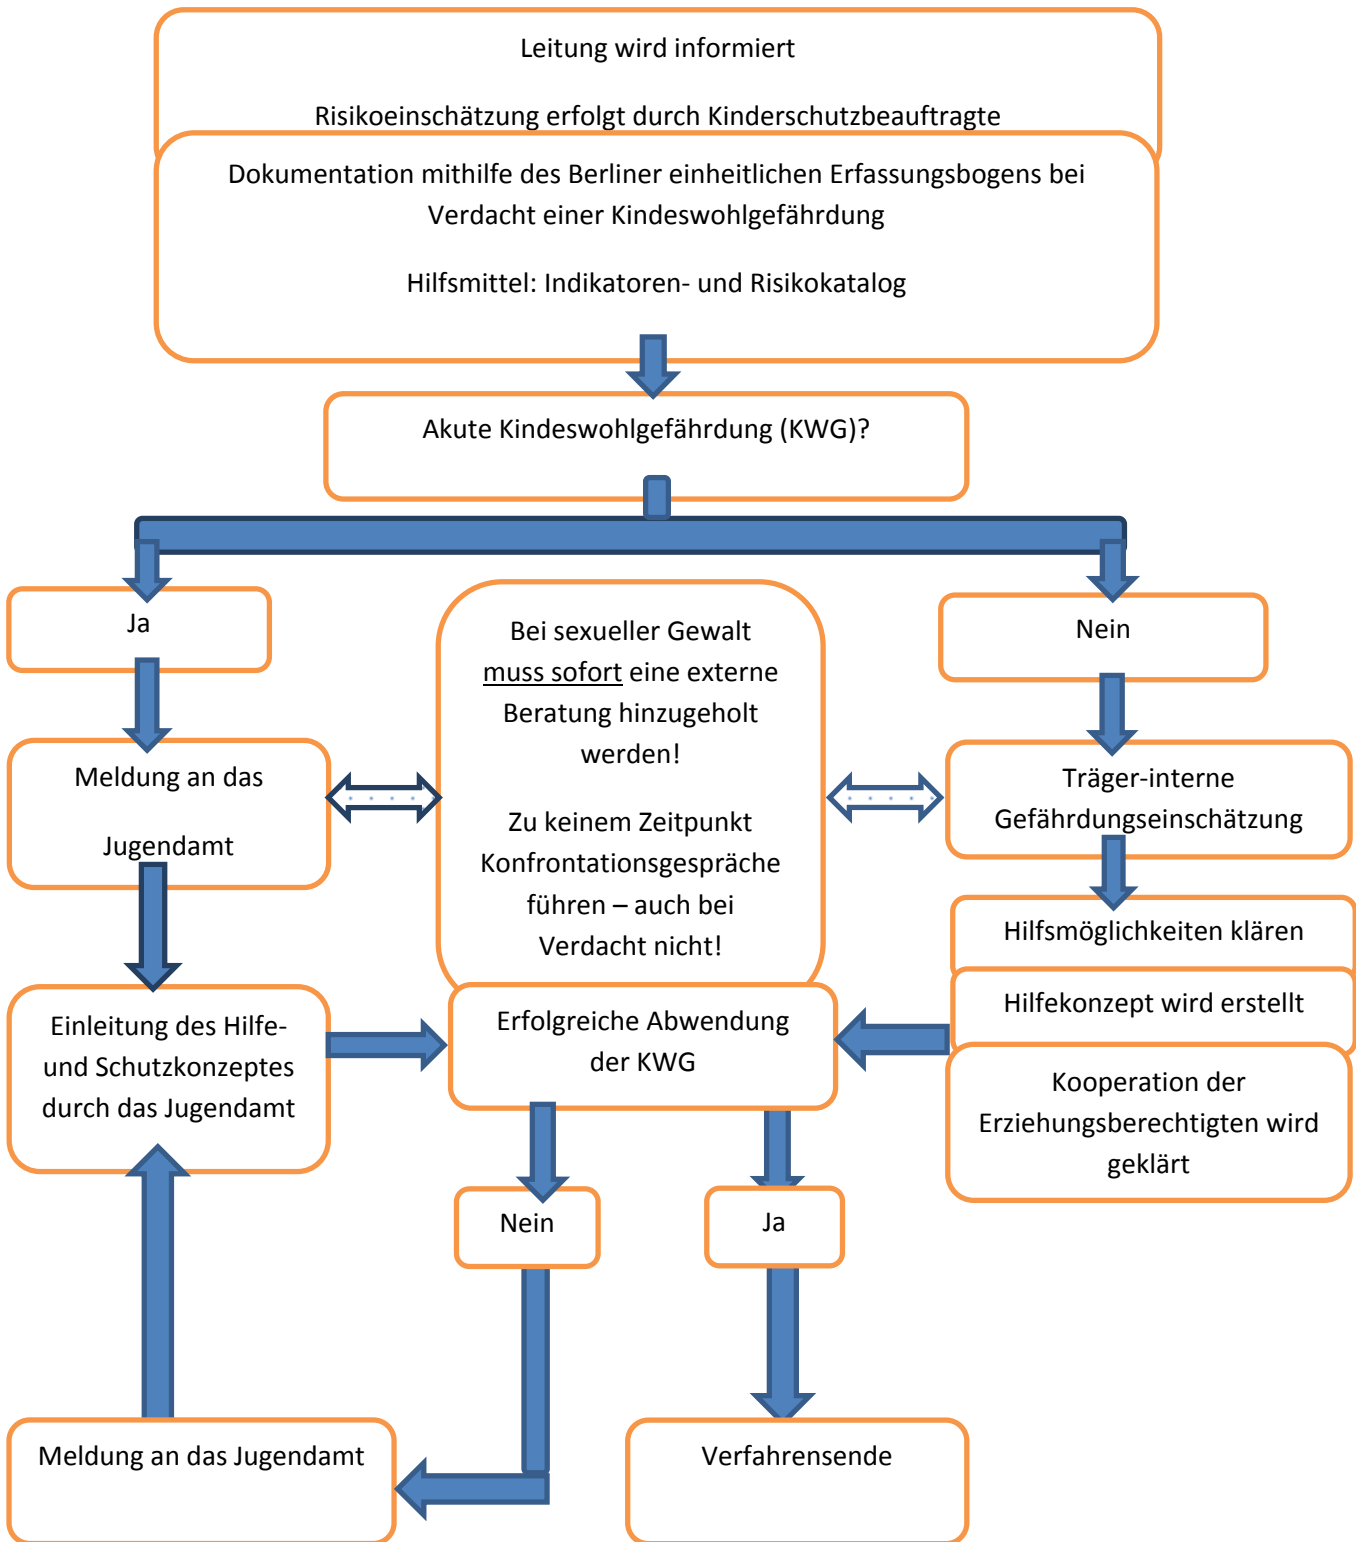 Leitung wird informiert
Risikoeinschätzung erfolgt durch Kinderschutzbeauftragte
Dokumentation mithilfe des Berliner einheitlichen Erfassungsbogens bei
Verdacht einer Kindeswohlgefährdung
Hilfsmittel: Indikatoren- und Risikokatalog
Akute Kindeswohlgefährdung (KWG)?
Ja
Meldung an das
Jugendamt
Einleitung des Hilfe-
und Schutzkonzeptes
durch das Jugendamt
Bei sexueller Gewalt
muss sofort eine externe
Beratung hinzugeholt
werden!
Zu keinem Zeitpunkt
Konfrontationsgespräche
führen – auch bei
Verdacht nicht!
Nein
Träger-interne
Gefährdungseinschätzung
Hilfsmöglichkeiten klären
Hilfekonzept wird erstellt
Kooperation der
Erziehungsberechtigten wird
geklärt
Erfolgreiche Abwendung
der KWG
Nein
Ja
Meldung an das Jugendamt
Verfahrensende